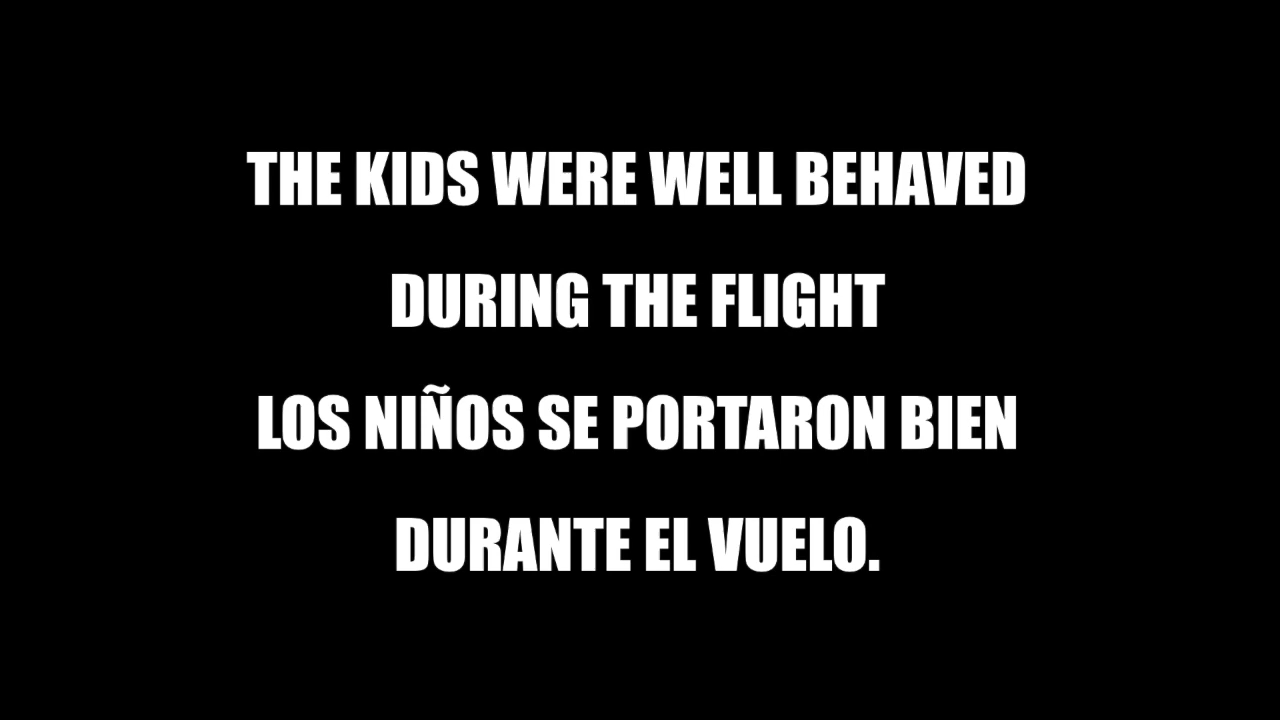 THE KIDS WERE WELL BEHAVED
DURING THE FLIGHT
LOS NIÑOS SE PORTARON BIEN
DURANTE EL VUELO.